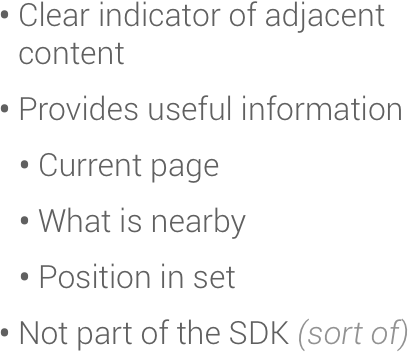 • Clear indicator of adjacent
content
• Provides useful information
• Current page
• What is nearby
• Position in set
• Not part of the SDK (sort of)